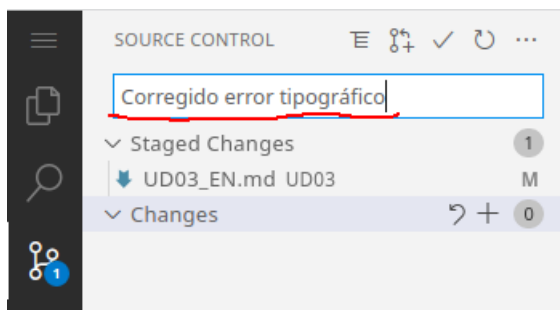 SOURCE CONTROL
Corregido error tipográfico
Staged Changes 1
UD03_EN.md UD03 M
Changes 0
1